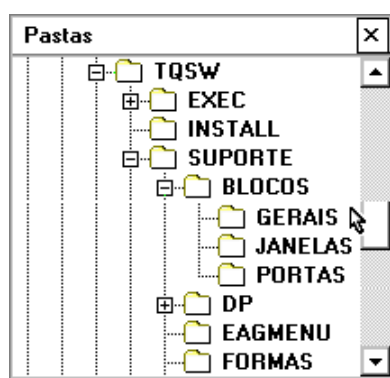 Pastas
TQSW
EXEC
INSTALL
SUPORTE
BLOCOS
GERAIS
JANELAS
PORTAS
DP
EAGMENU
FORMAS